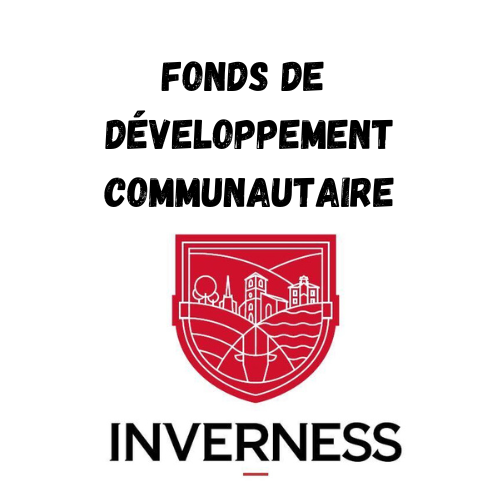 FONDS DE
DÉVELOPPEMENT
COMMUNAUTAIRE
INVERNESS